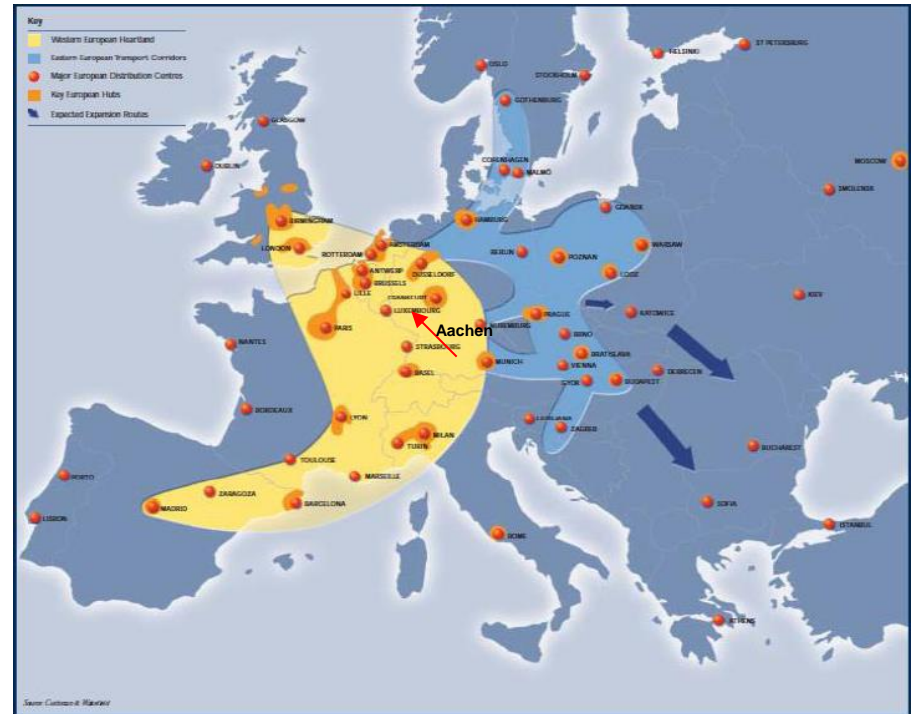 Key
Western European Heartland
Eastern European Transport Corridors
Major European Distribution Centres
Key European Hubs
Expected Expansion Routes
ST PETERSBURG
HELSINKI
OSLO
STOCKHOLM
GOTHENBURG
GLASGOW
MOSCOW
COPENHAGEN
DUBLIN
MALMÖ
SMOLENSK
GDANSK
BIRMINGHAM
HAMBURG
LONDON
AMSTERDAM
WARSAW
ROTTERDAM
BERLIN
POZNAN
ANTWERP
DUSSELDORF
LODZ
BRUSSELS
LILLE
FRANKFURT
KIEV
LUXEMBOURG
PRAGUE
KATOWICE
PARIS
Aachen
NUREMBURG
BRNO
NANTES
STRASBOURG
BRATISLAVA
MUNICH
VIENNA
BASEL
DEBRECEN
GYOR
BUDAPEST
BORDEAUX
LYON
LJUBLJANA
ZAGREB
MILAN
TURIN
BUCHAREST
TOULOUSE
PORTO
MARSEILLE
ZARAGOZA
BARCELONA
MADRID
SOFIA
LISBON
ISTANBUL
ROME
ATHENS
Source: Cushman & Wakefield